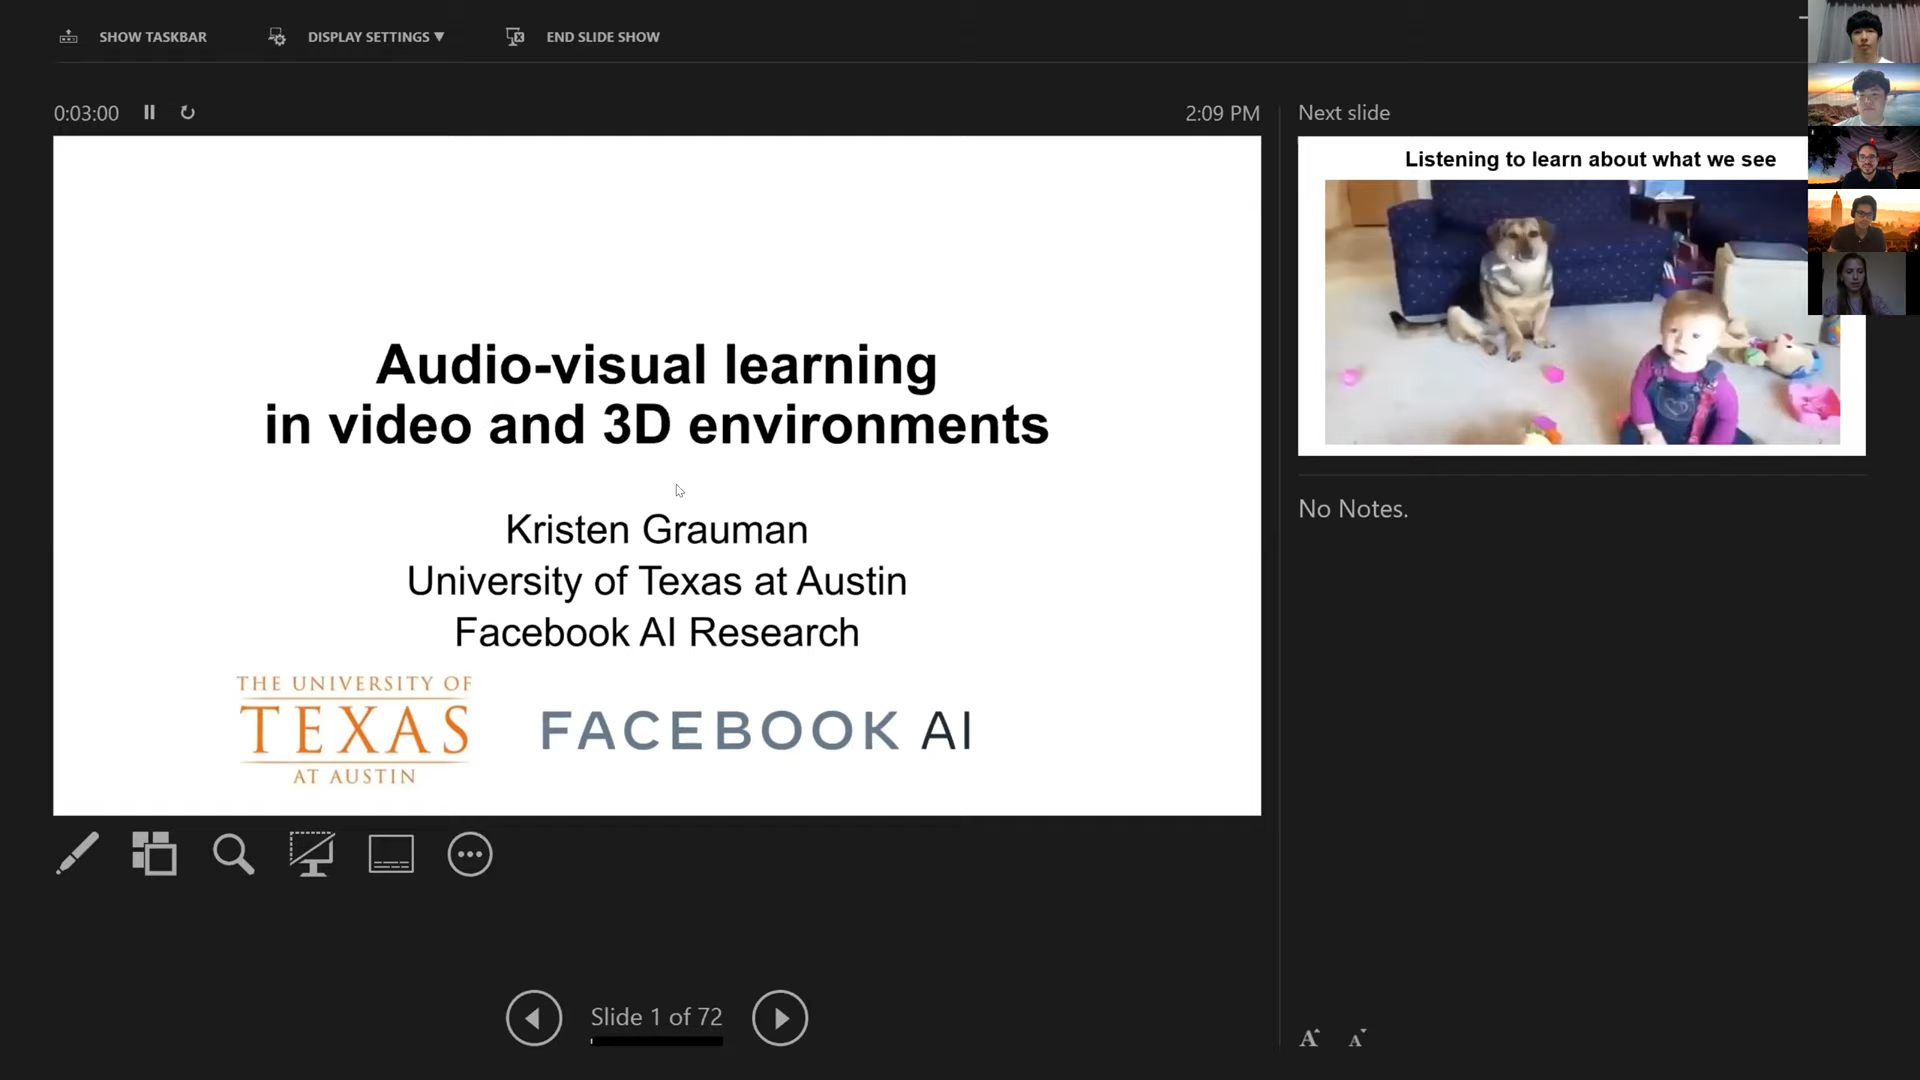 SHOW TASKBAR
DISPLAY SETTINGS ▼
END SLIDE SHOW
0:03:00
2:09 PM
Next slide
Audio-visual learning
in video and 3D environments
Kristen Grauman
University of Texas at Austin
Facebook AI Research
THE UNIVERSITY OF
TEXAS
AT AUSTIN
FACEBOOK AI
Listening to learn about what we see
No Notes.
Slide 1 of 72
A A